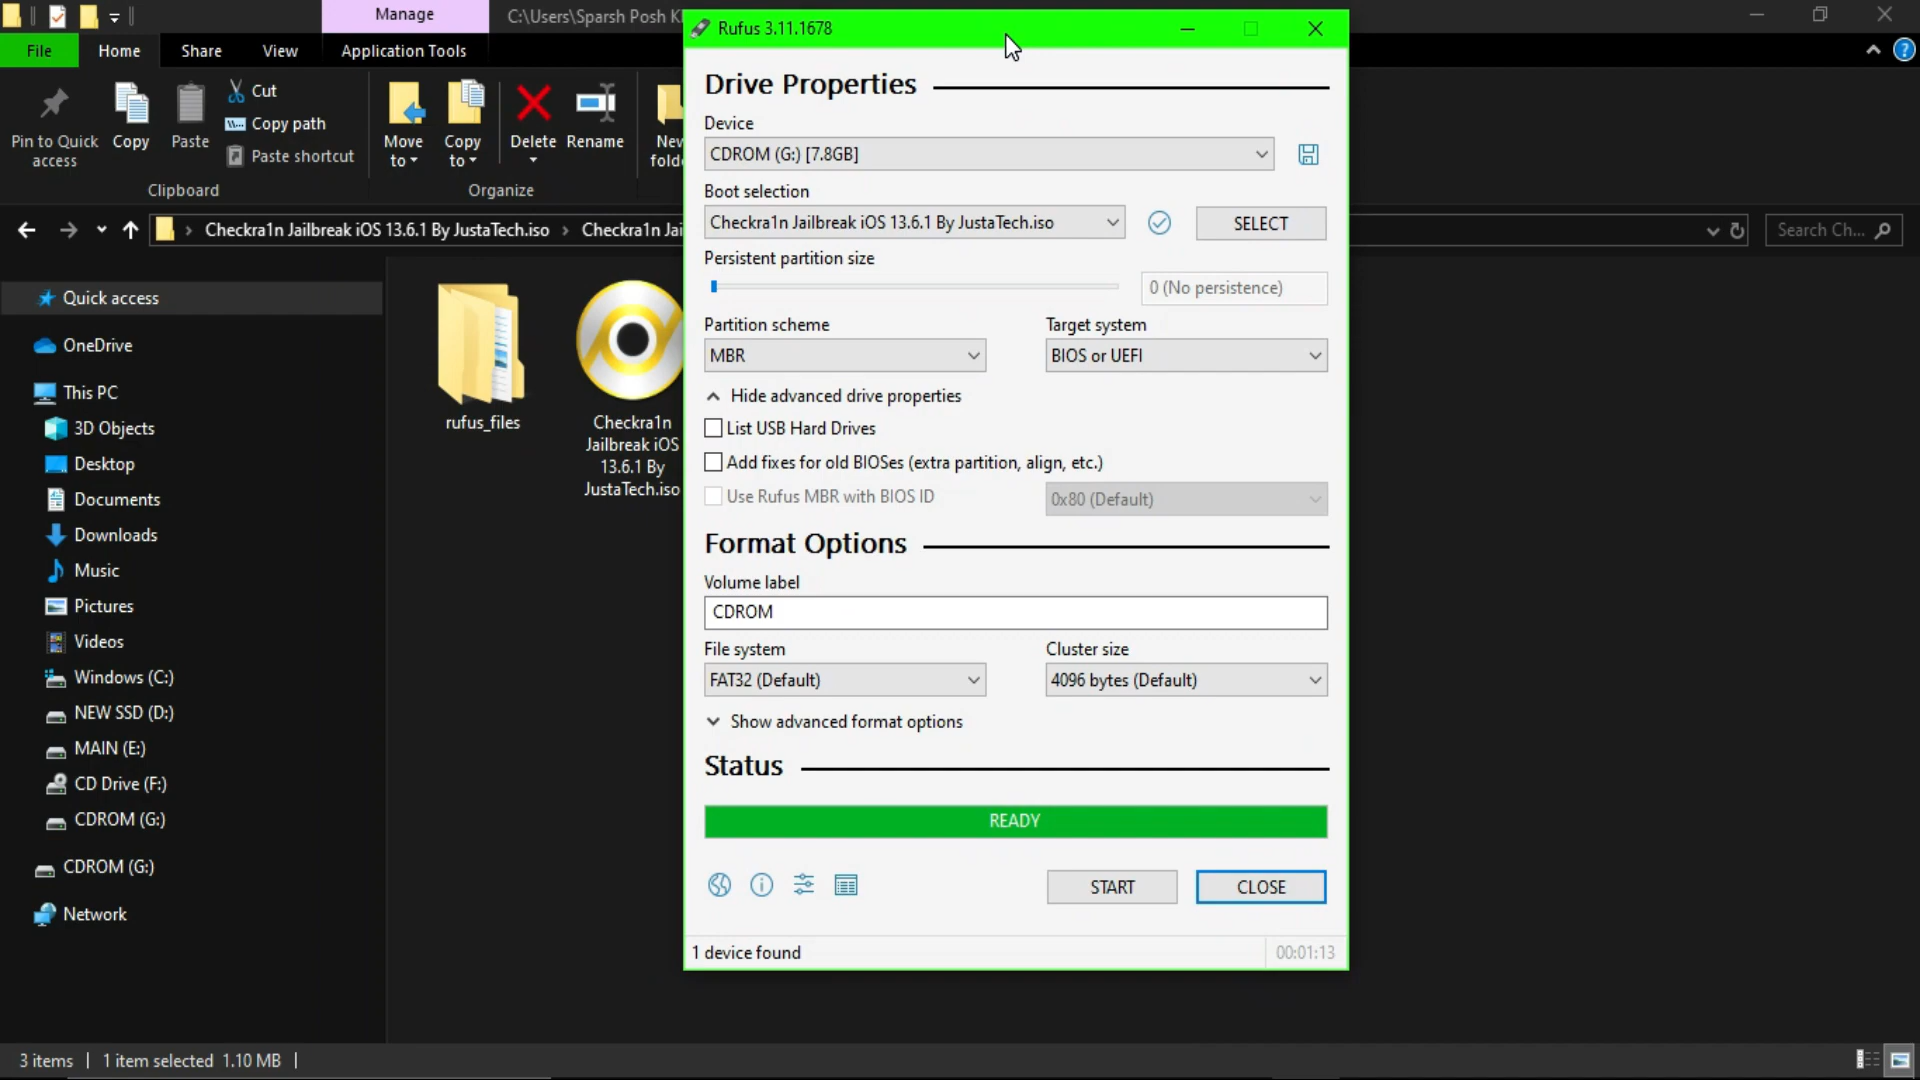 Manage
C:\Users\Sparsh Posh K
File
Home
Share
View
Application Tools
Pin to Quick
access
Copy
Paste
Cut
Copy path
Paste shortcut
Clipboard
Move
to
Copy
to
Delete
Rename
Organize
New
Checkra1n Jailbreak iOS 13.6.1 By JustaTech.iso
Checkra1n Jai
Search Ch...
Quick access
OneDrive
This PC
3D Objects
Desktop
Documents
Downloads
Music
Pictures
Videos
Windows (C:)
NEW SSD (D:)
MAIN (E:)
CD Drive (F:)
CDROM (G:)
CDROM (G:)
Network
rufus_files
Checkra1n
Jailbreak iOS
13.6.1 By
JustaTech.iso
Rufus 3.11.1678
Drive Properties
Device
CDROM (G:) [7.8GB]
Boot selection
Checkra1n Jailbreak iOS 13.6.1 By JustaTech.iso
SELECT
Persistent partition size
0 (No persistence)
Partition scheme
Target system
MBR
BIOS or UEFI
Hide advanced drive properties
List USB Hard Drives
Add fixes for old BIOSes (extra partition, align, etc.)
Use Rufus MBR with BIOS ID
0x80 (Default)
Format Options
Volume label
CDROM
File system
Cluster size
FAT32 (Default)
4096 bytes (Default)
Show advanced format options
Status
READY
START
CLOSE
1 device found
00:01:13
3 items
1 item selected 1.10 MB